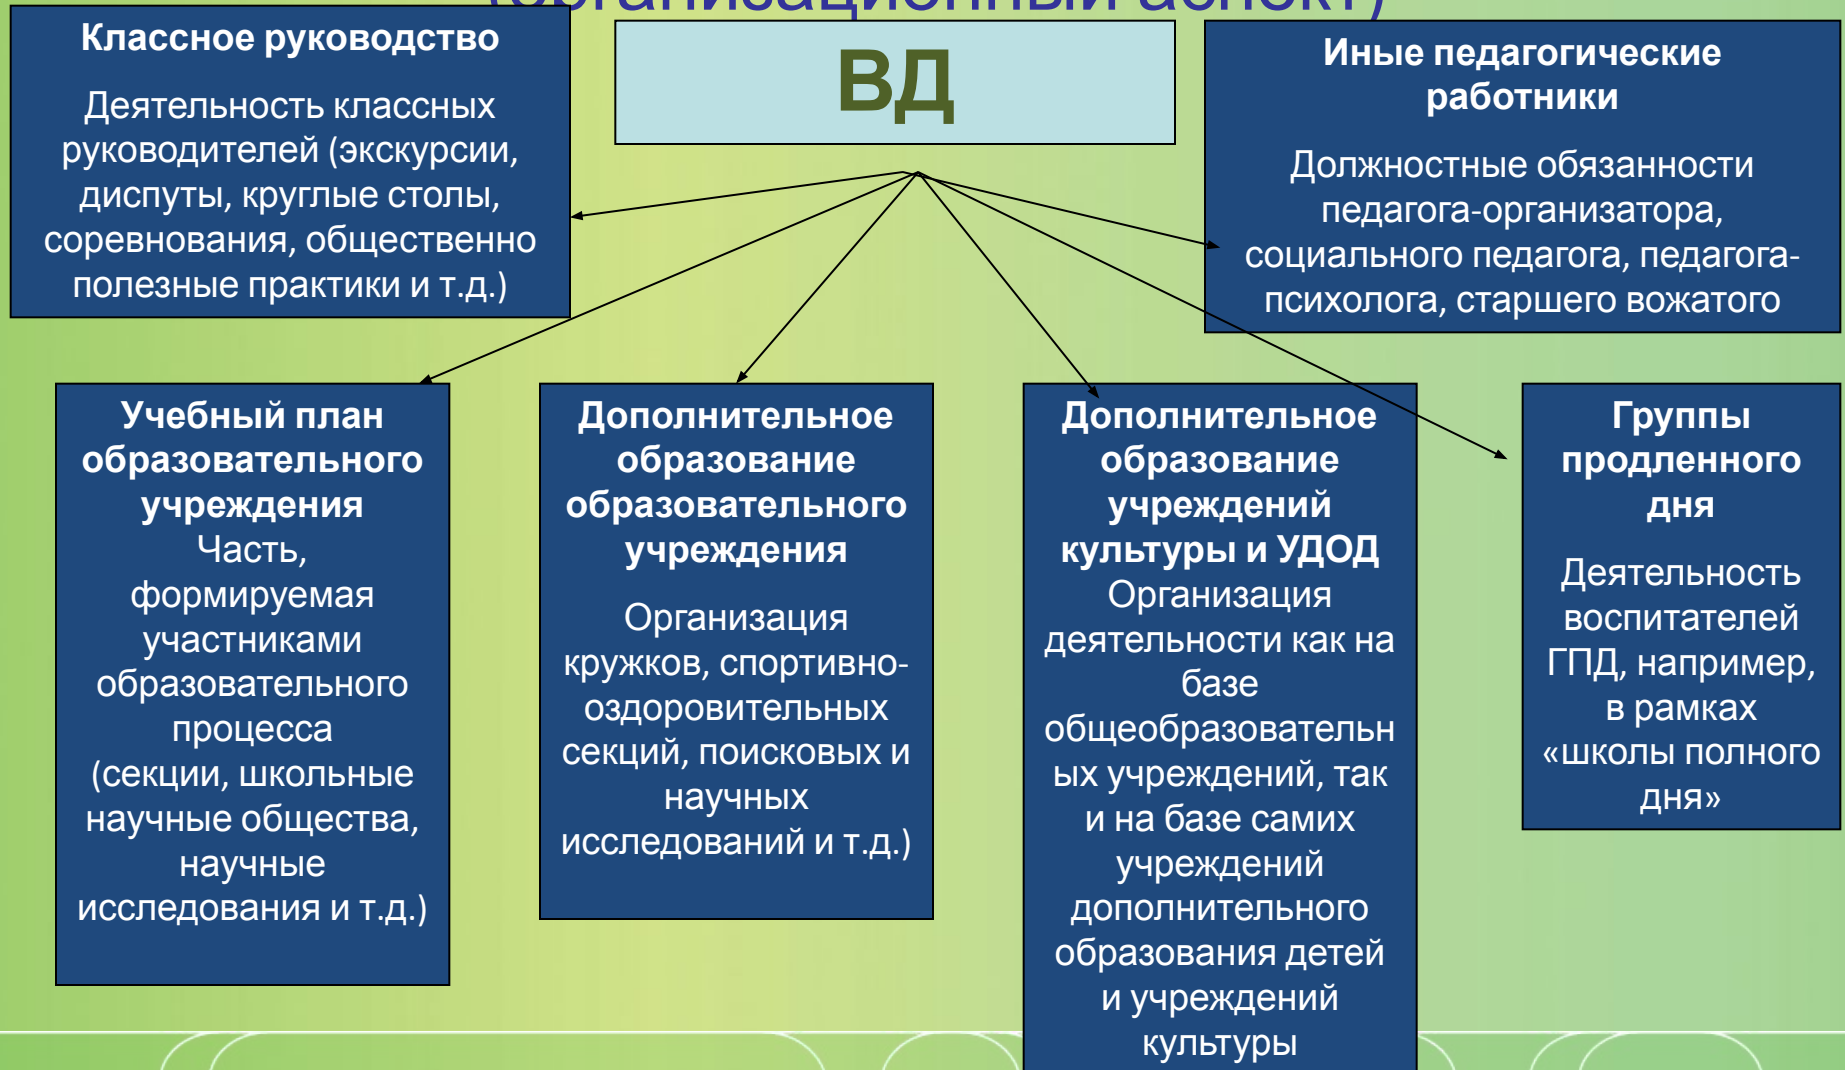 (организационный аспект)
Классное руководство
Деятельность классных
руководителей (экскурсии,
диспуты, круглые столы,
соревнования, общественно
полезные практики и т.д.)
ВД
Иные педагогические
работники
Должностные обязанности
педагога-организатора,
социального педагога, педагога-
психолога, старшего вожатого
Учебный план
образовательного
учреждения
Часть,
формируемая
участниками
образовательного
процесса
(секции, школьные
научные общества,
научные
исследования и т.д.)
Дополнительное
образование
образовательного
учреждения
Организация
кружков, спортивно-
оздоровительных
секций, поисковых и
научных
исследований и т.д.)
Дополнительное
образование
учреждений
культуры и УДОД
Организация
деятельности как на
базе
общеобразовательн
ых учреждений, так
и на базе самих
учреждений
дополнительного
образования детей
и учреждений
культуры
Группы
продленного
дня
Деятельность
воспитателей
ГПД, например,
в рамках
«школы полного
дня»